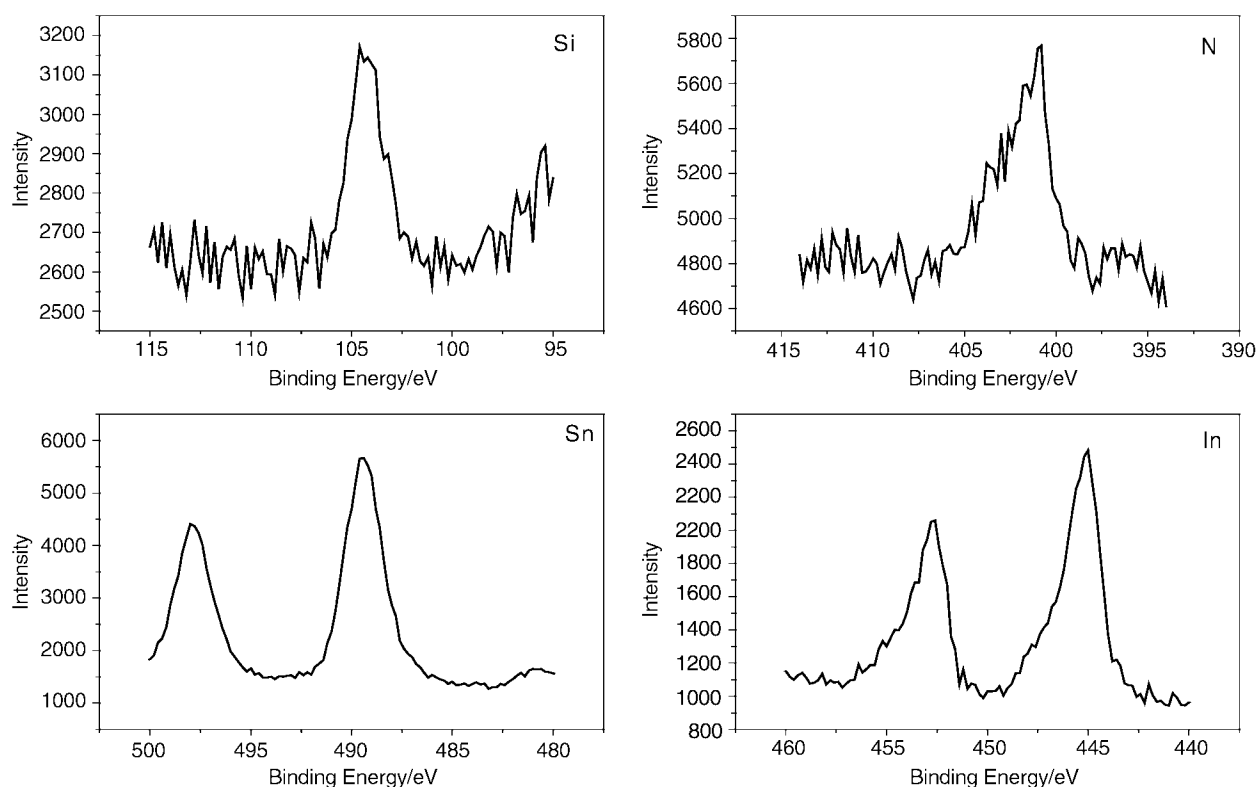 Si
3200
3100
3000
2900
2800
2700
2600
2500
Intensity
115 110 105 100 95
Binding Energy/eV
N
5800
5600
5400
5200
5000
4800
4600
Intensity
415 410 405 400 395 390
Binding Energy/eV
Sn
6000
5000
4000
3000
2000
1000
Intensity
500 495 490 485 480
Binding Energy/eV
In
2600
2400
2200
2000
1800
1600
1400
1200
1000
800
Intensity
460 455 450 445 440
Binding Energy/eV